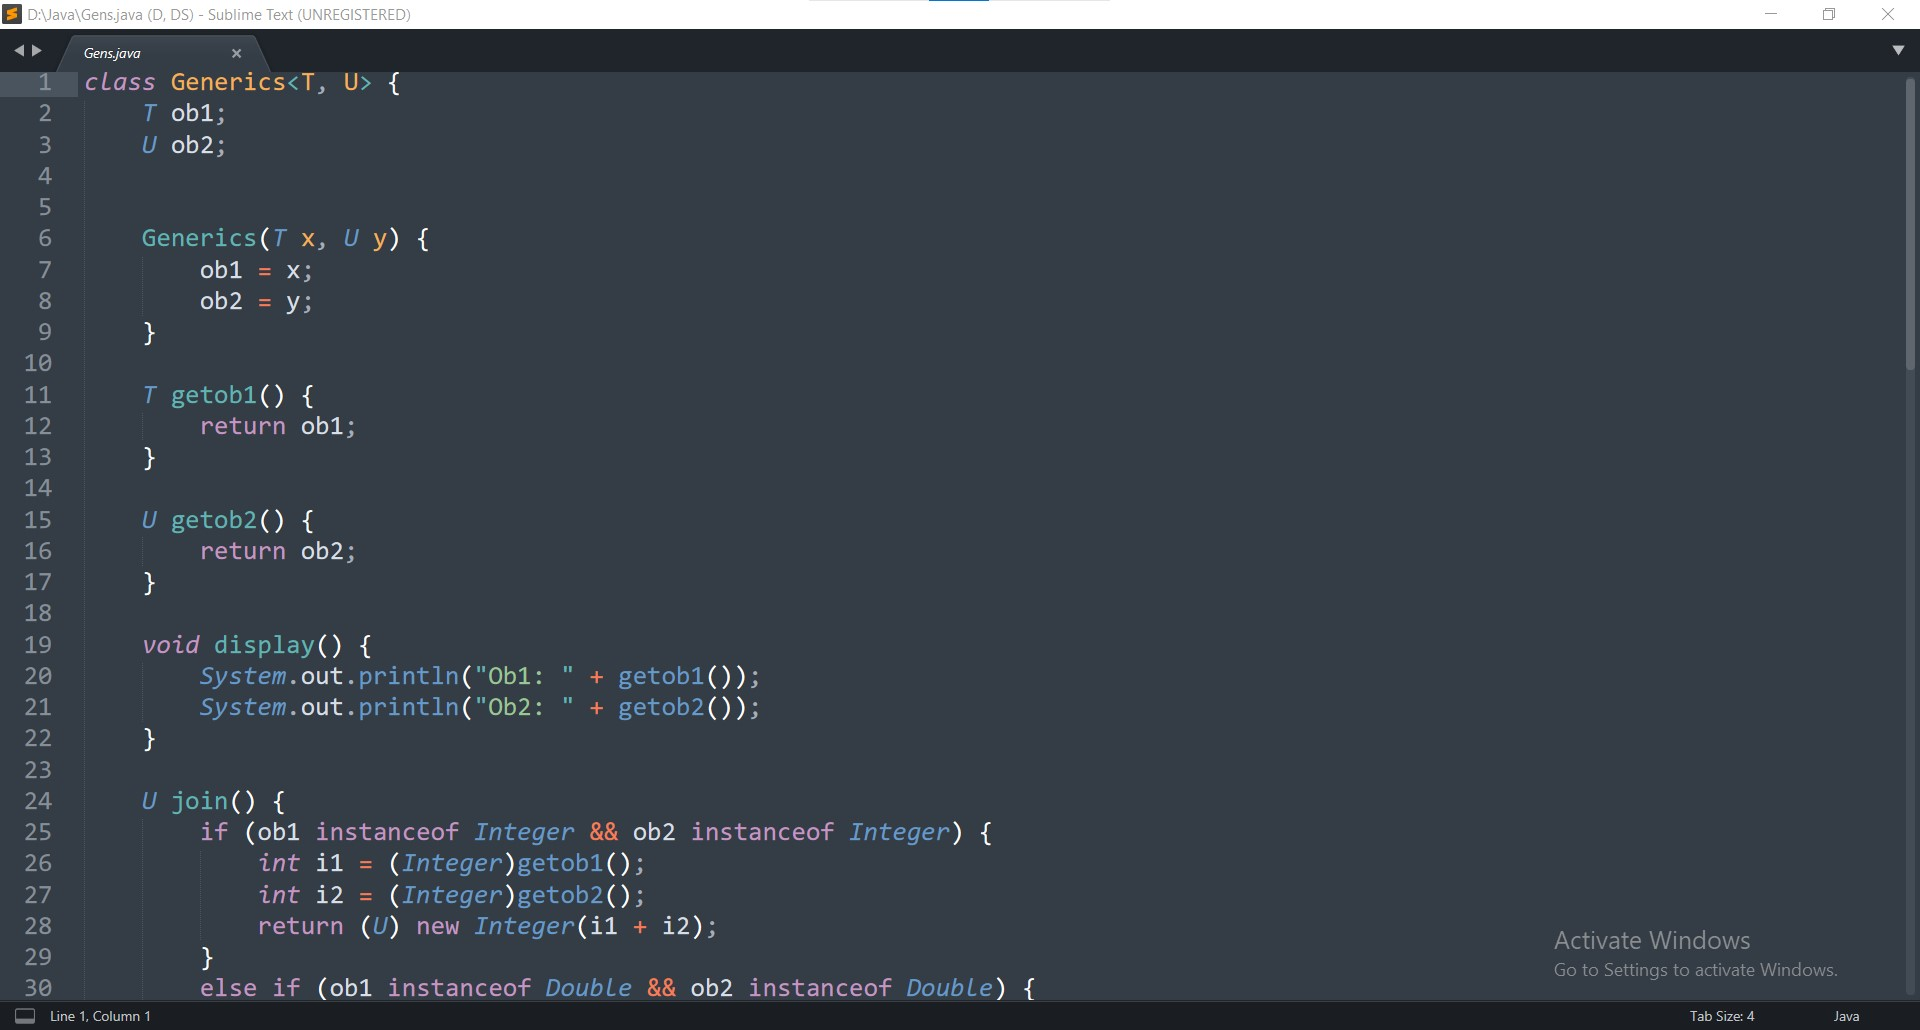 D:\Java\Gens.java (D, DS) - Sublime Text (UNREGISTERED)
Gens.java
1 class Generics<T, U> {
2     T ob1;
3     U ob2;
4
5
6     Generics(T x, U y) {
7         ob1 = x;
8         ob2 = y;
9     }
10
11     T getob1() {
12         return ob1;
13     }
14
15     U getob2() {
16         return ob2;
17     }
18
19     void display() {
20         System.out.println("Ob1: " + getob1());
21         System.out.println("Ob2: " + getob2());
22     }
23
24     U join() {
25         if (ob1 instanceof Integer && ob2 instanceof Integer) {
26             int i1 = (Integer)getob1();
27             int i2 = (Integer)getob2();
28             return (U) new Integer(i1 + i2);
29         }
30         else if (ob1 instanceof Double && ob2 instanceof Double) {
Activate Windows
Go to Settings to activate Windows.
Line 1, Column 1
Tab Size: 4
Java